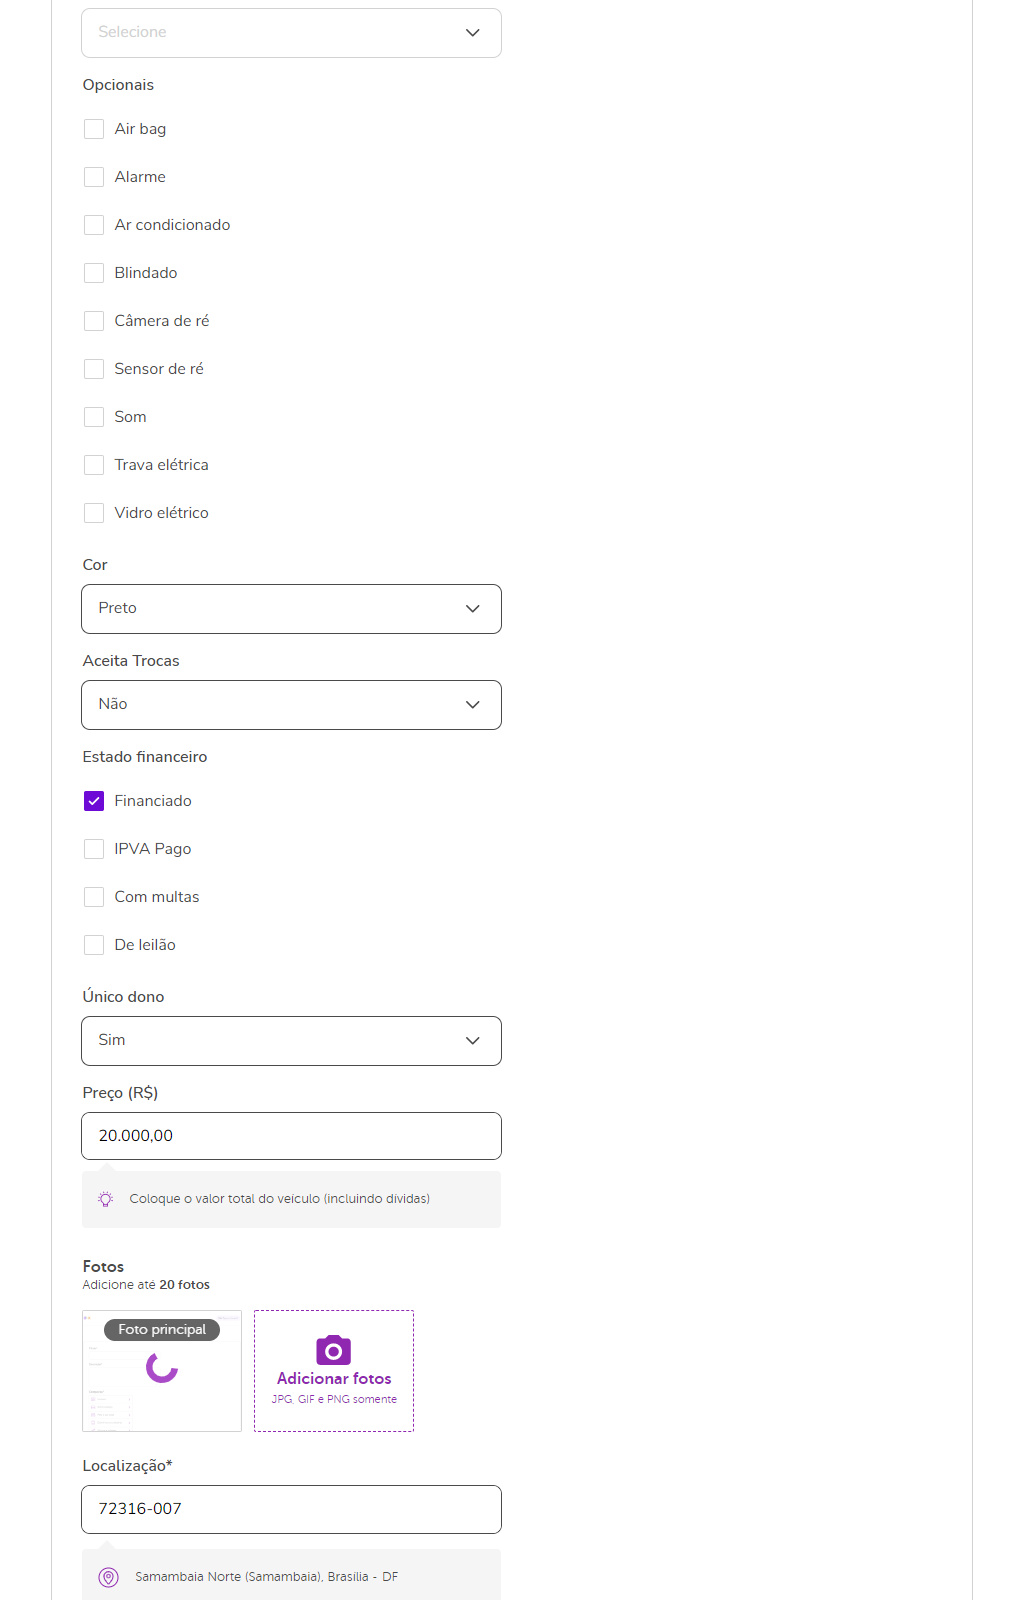 Selecione
Opcionais
Air bag
Alarme
Ar condicionado
Blindado
Câmera de ré
Sensor de ré
Som
Trava elétrica
Vidro elétrico
Cor
Preto
Aceita Trocas
Não
Estado financeiro
Financiado
IPVA Pago
Com multas
De leilão
Único dono
Sim
Preço (R$)
20.000,00
Coloque o valor total do veículo (incluindo dívidas)
Fotos
Adicione até 20 fotos
Foto principal
Adicionar fotos
JPG, GIF e PNG somente
Localização*
72316-007
Samambaia Norte (Samambaia), Brasília - DF